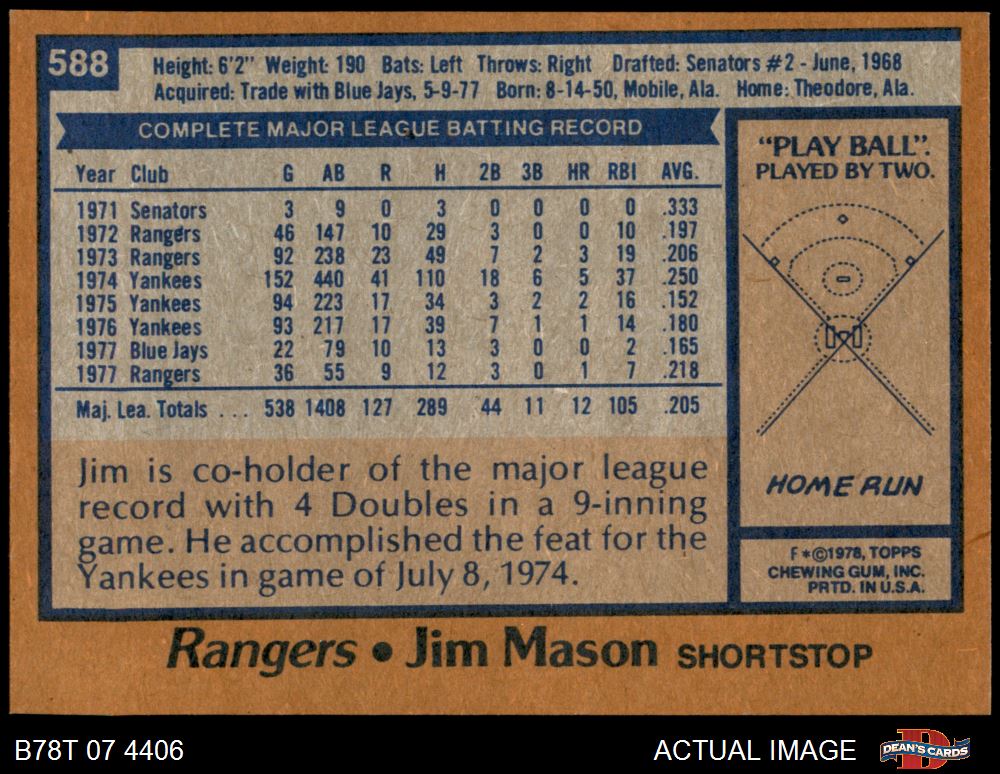 588
Height: 6'2" Weight: 190 Bats: Left Throws: Right Drafted: Senators #2 - June, 1968
Acquired: Trade with Blue Jays, 5-9-77 Born: 8-14-50, Mobile, Ala. Home: Theodore, Ala.
COMPLETE MAJOR LEAGUE BATTING RECORD
Year Club G AB R H 2B 3B HR RBI AVG.
1971 Senators 3 9 0 3 0 0 0 0 .333
1972 Rangers 46 147 10 29 3 0 0 10 .197
1973 Rangers 92 238 23 49 7 2 3 19 .206
1974 Yankees 152 440 41 110 18 6 5 37 .250
1975 Yankees 94 223 17 34 3 2 2 16 .152
1976 Yankees 93 217 17 39 7 1 1 14 .180
1977 Blue Jays 22 79 10 13 3 0 0 2 .165
1977 Rangers 36 55 9 12 3 0 1 7 .218
Maj. Lea. Totals . . . 538 1408 127 289 44 11 12 105 .205
Jim is co-holder of the major league
record with 4 Doubles in a 9-inning
game. He accomplished the feat for the
Yankees in game of July 8, 1974.
"PLAY BALL".
PLAYED BY TWO.
HOME RUN
F*©1978, TOPPS
CHEWING GUM, INC.
PRTD. IN U.S.A.
Rangers • Jim Mason SHORTSTOP
B78T 07 4406
ACTUAL IMAGE
DEAN'S CARDS